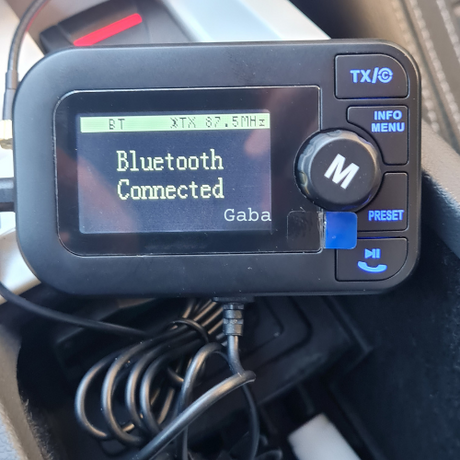 BT TX 87.5MHz
Bluetooth
Connected
Gaba
TX/C
INFO
MENU
M
PRESET